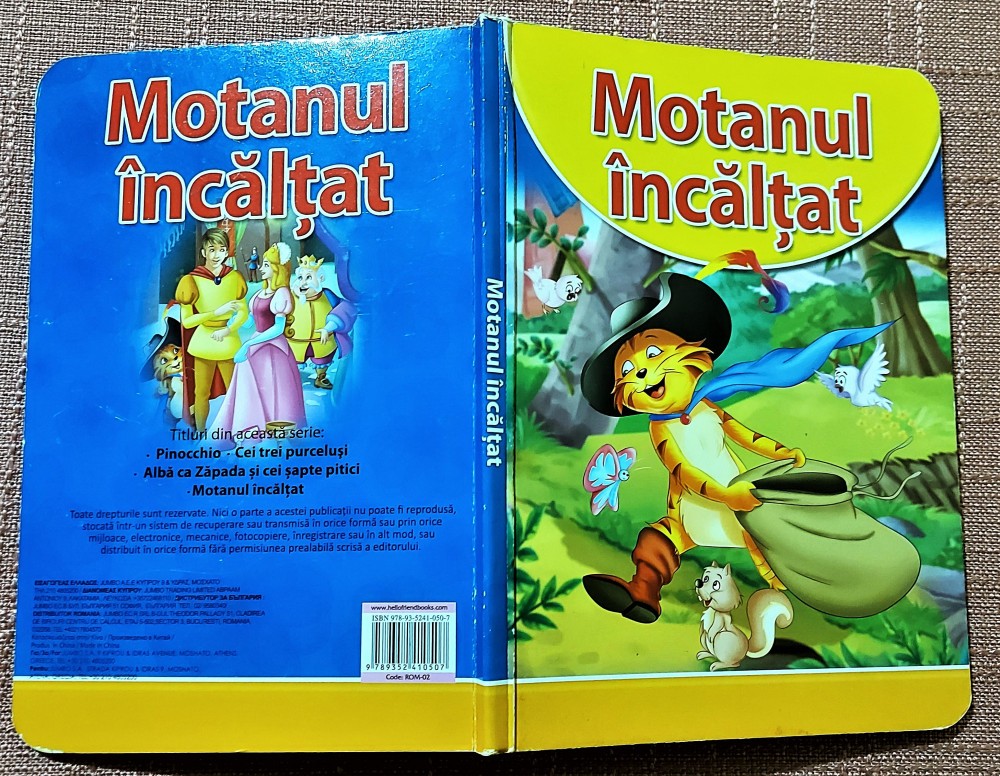 Motanul
încălțat
Titluri din această serie:
· Pinocchio · Cei trei purceluși
· Albă ca Zăpada și cei șapte pitici
· Motanul încălțat
Toate drepturile sunt rezervate. Nici o parte a acestei publicații nu poate fi reprodusă,
stocată într-un sistem de recuperare sau transmisă în orice formă sau prin orice
mijloace, electronice, mecanice, fotocopiere, înregistrare sau în alt mod, sau
distribuit în orice formă fără permisiunea prealabilă scrisă a editorului.
www.hellofriendbooks.com
ISBN 978-93-5241-050-7
9 789352 410507
Code: ROM-02
Motanul încălțat
Motanul
încălțat